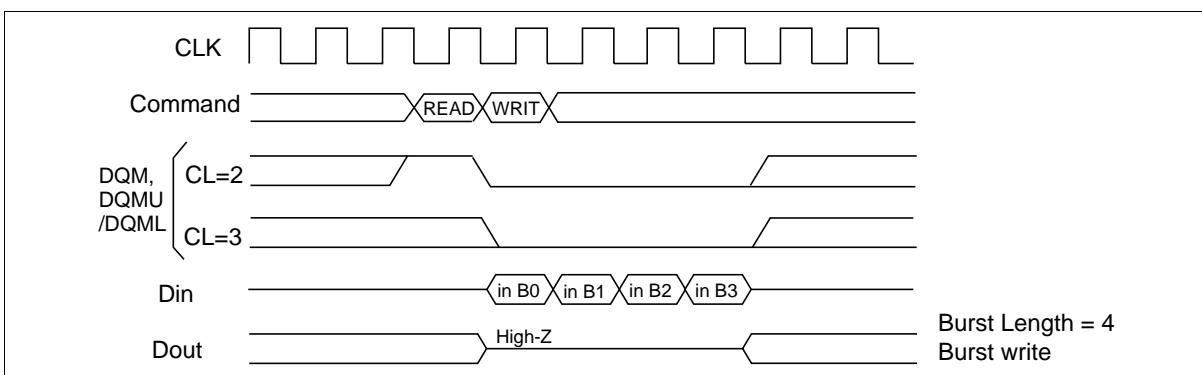 CLK
Command
READ WRIT
DQM,
DQMU
/DQML
CL=2
CL=3
Din
in B0 in B1 in B2 in B3
Dout
High-Z
Burst Length = 4
Burst write